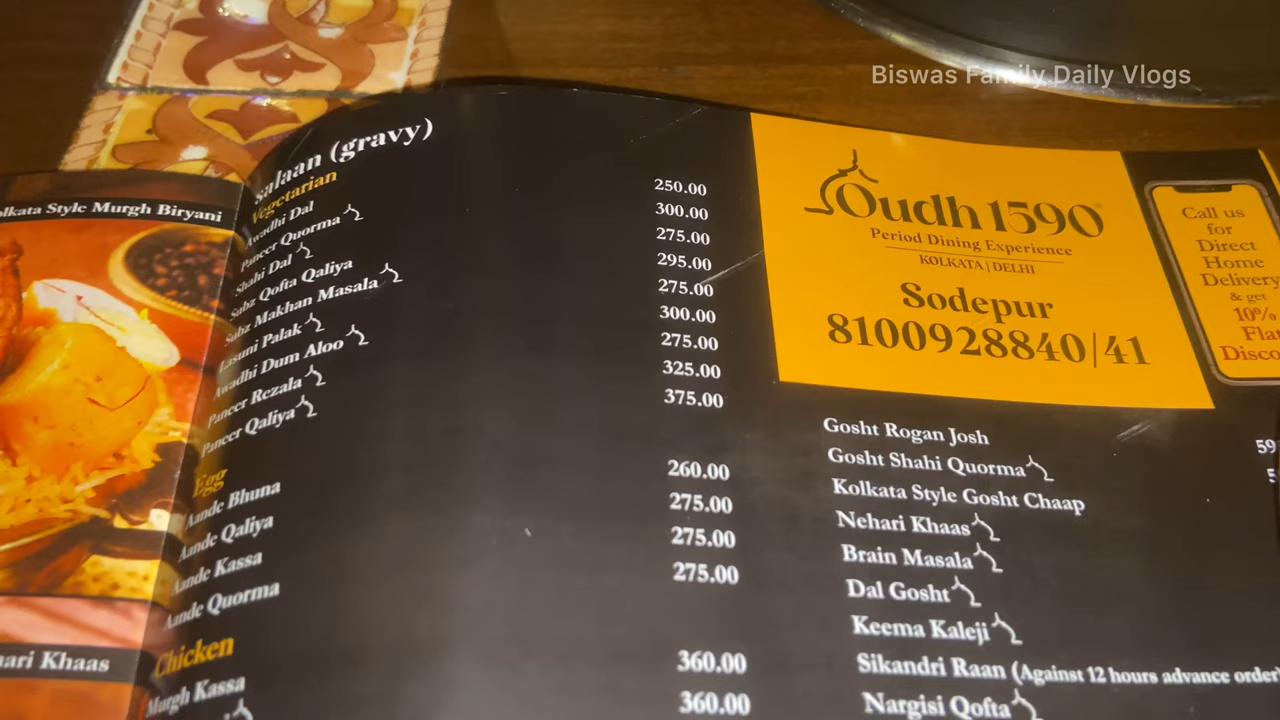 Biswas Family Daily Vlogs
Kolkata Style Murgh Biryani
salaan (gravy)
Vegetarian
Awadhi Dal 250.00
Paneer Quorma 300.00
Shahi Dal 275.00
Subz Qofta Qaliya 295.00
Subz Makhan Masala 275.00
Lasuni Palak 300.00
Awadhi Dum Aloo 275.00
Paneer Rezala 325.00
Paneer Qaliya 375.00
Egg
Aande Bhuna 260.00
Aande Qaliya 275.00
Aande Kassa 275.00
Aande Quorma 275.00
Chicken
Murgh Kassa 360.00
360.00
Khaas
Oudh 1590
Period Dining Experience
KOLKATA | DELHI
Sodepur
8100928840/41
Gosht Rogan Josh
Gosht Shahi Quorma
Kolkata Style Gosht Chaap
Nehari Khaas
Brain Masala
Dal Gosht
Keema Kaleji
Sikandri Raan (Against 12 hours advance order
Nargisi Qofta
Call us
for
Direct
Home
Delivery
& get
10%